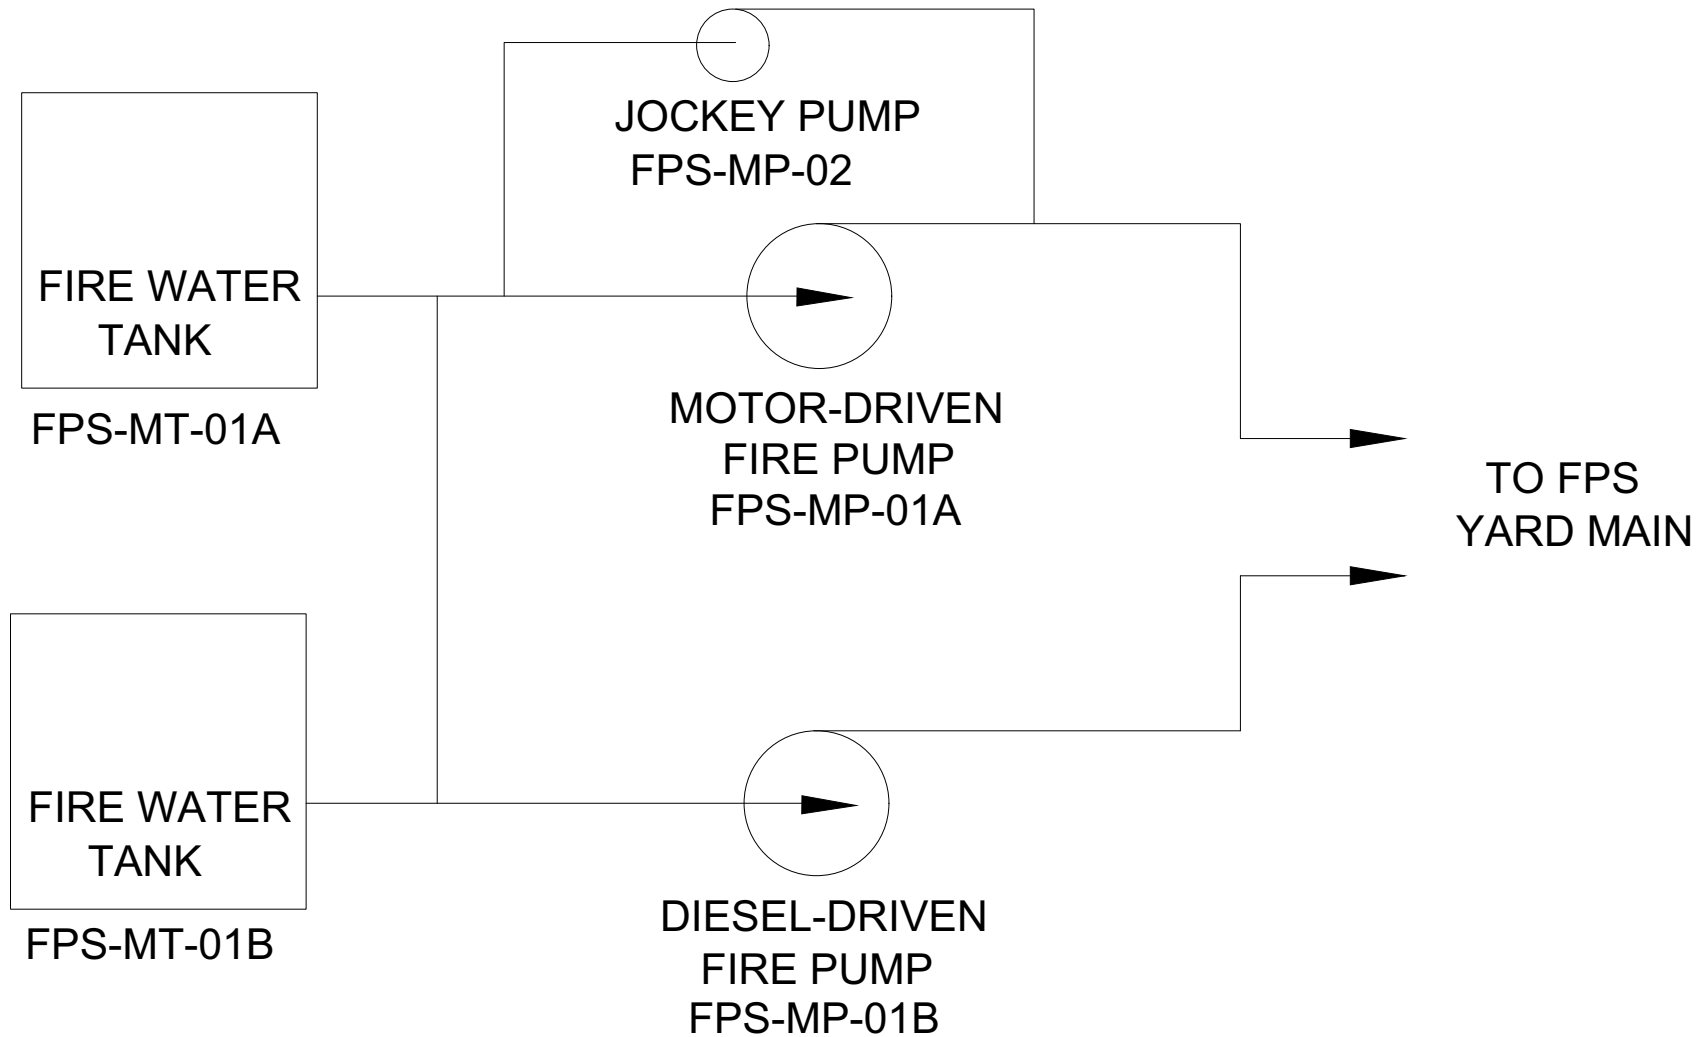 JOCKEY PUMP
FPS-MP-02
FIRE WATER
TANK
FPS-MT-01A
MOTOR-DRIVEN
FIRE PUMP
FPS-MP-01A
TO FPS
YARD MAIN
FIRE WATER
TANK
FPS-MT-01B
DIESEL-DRIVEN
FIRE PUMP
FPS-MP-01B